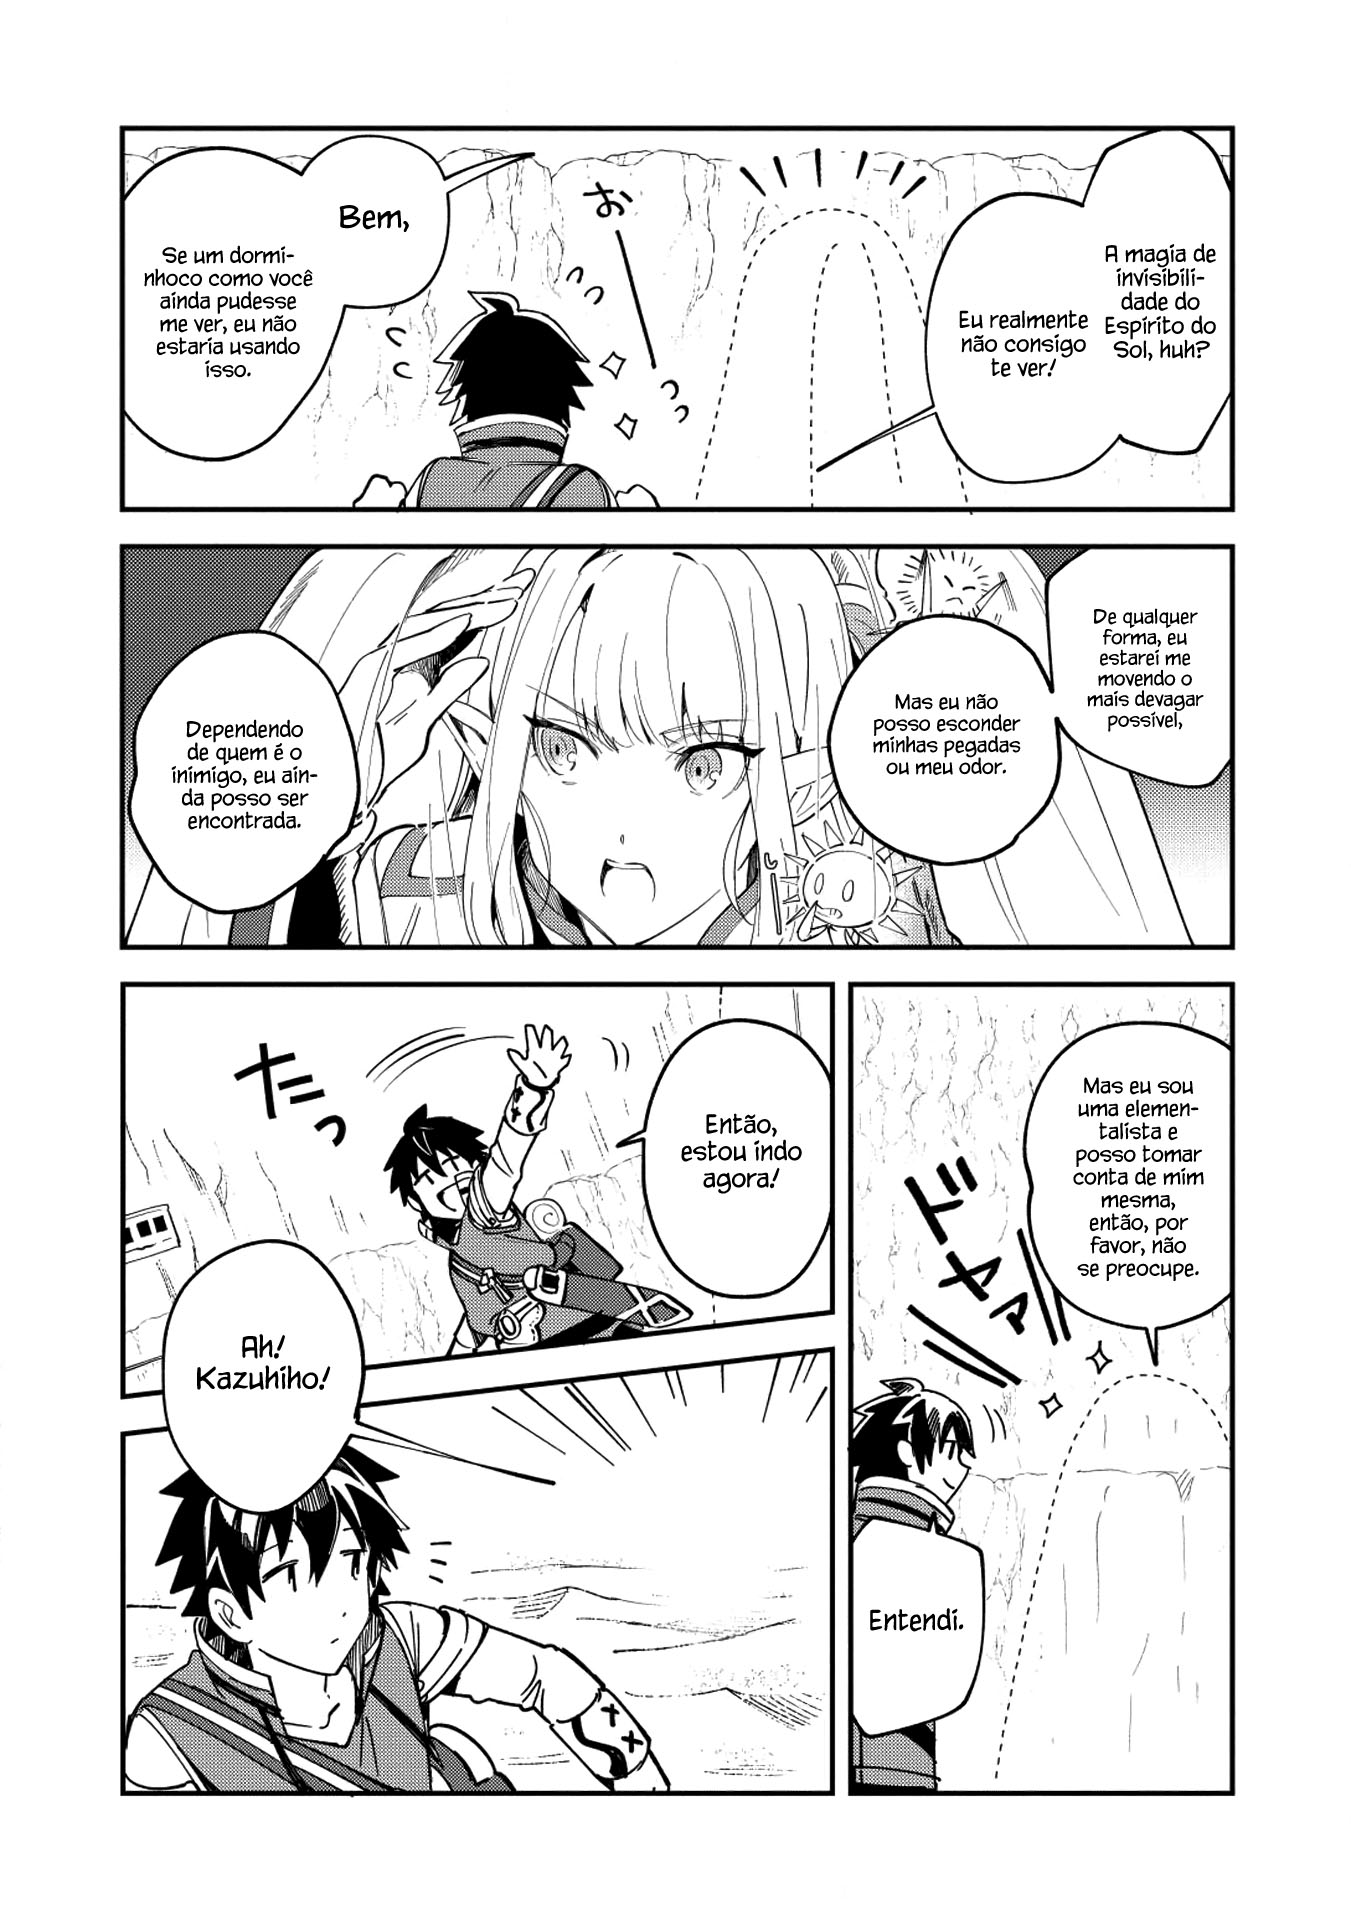 A magia de
invisibili-
dade do
Espírito do
Sol, huh?
Eu realmente
não consigo
te ver!
お
Bem,
Se um dormi-
nhoco como você
ainda pudesse
me ver, eu não
estaria usando
isso.
De qualquer
forma, eu
estarei me
movendo o
mais devagar
possível,
Mas eu não
posso esconder
minhas pegadas
ou meu odor.
Dependendo
de quem é o
inimigo, eu ain-
da posso ser
encontrada.
Mas eu sou
uma elemen-
talista e
posso tomar
conta de mim
mesma,
então, por
favor, não
se preocupe.
ドヤァ
Entendi.
Então,
estou indo
agora!
たっ
Ah!
Kazuhiho!